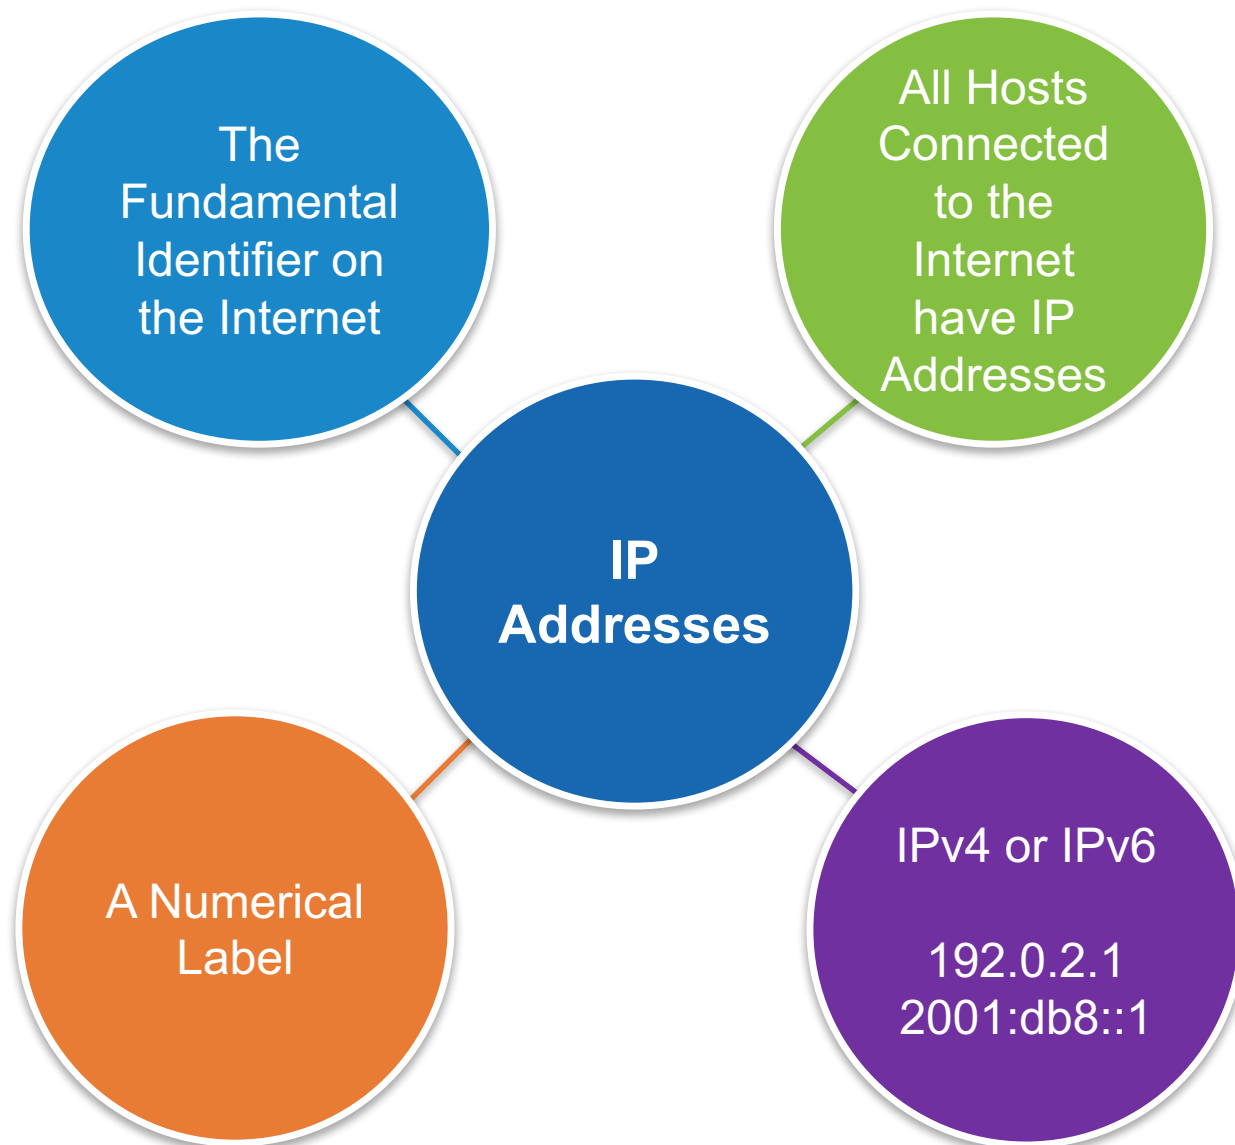 The
Fundamental
Identifier on
the Internet
All Hosts
Connected
to the
Internet
have IP
Addresses
IP
Addresses
A Numerical
Label
IPv4 or IPv6
192.0.2.1
2001:db8::1